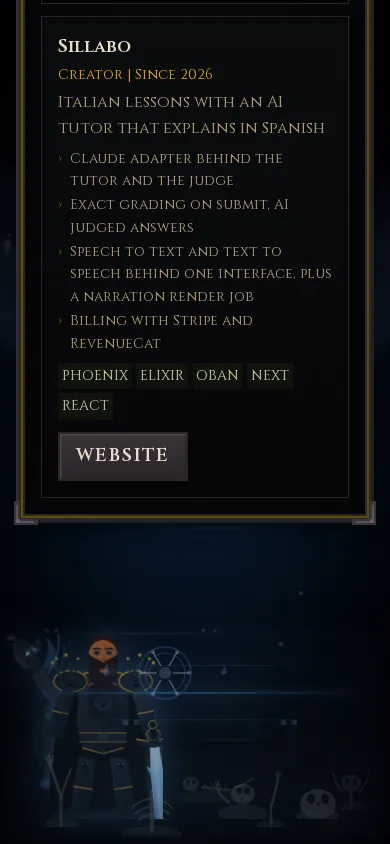 Sillabo
Creator | Since 2026
Italian lessons with an AI
tutor that explains in Spanish
› Claude adapter behind the
tutor and the judge
› Exact grading on submit, AI
judged answers
› Speech to text and text to
speech behind one interface, plus
a narration render job
› Billing with Stripe and
RevenueCat
PHOENIX ELIXIR OBAN NEXT
REACT
WEBSITE